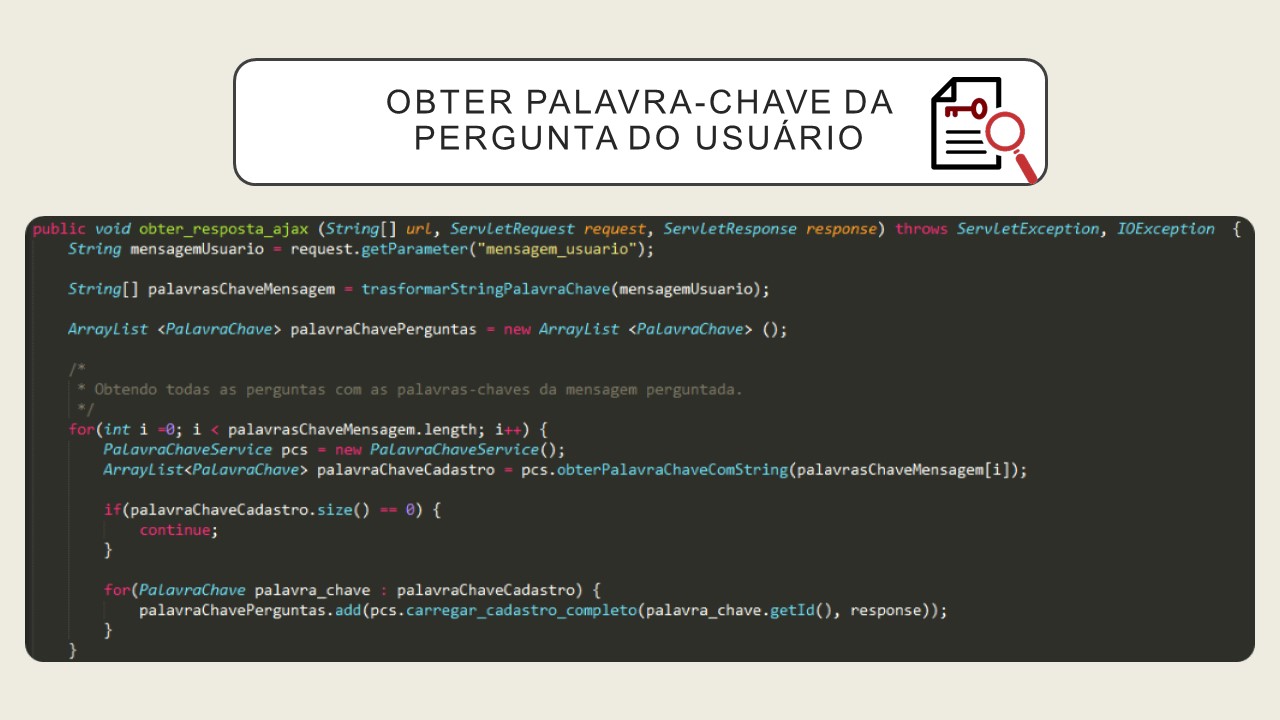 OBTER PALAVRA-CHAVE DA
PERGUNTA DO USUÁRIO
public void obter_resposta_ajax (String[] url, ServletRequest request, ServletResponse response) throws ServletException, IOException {
String mensagemUsuario = request.getParameter("mensagem_usuario");
String[] palavrasChaveMensagem = trasformarStringPalavraChave(mensagemUsuario);
ArrayList <PalavraChave> palavraChavePerguntas = new ArrayList <PalavraChave> ();
/*
* Obtendo todas as perguntas com as palavras-chaves da mensagem perguntada.
*/
for(int i =0; i < palavrasChaveMensagem.length; i++) {
PalavraChaveService pcs = new PalavraChaveService();
ArrayList<PalavraChave> palavraChaveCadastro = pcs.obterPalavraChaveComString(palavrasChaveMensagem[i]);
if(palavraChaveCadastro.size() == 0) {
continue;
}
for(PalavraChave palavra_chave : palavraChaveCadastro) {
palavraChavePerguntas.add(pcs.carregar_cadastro_completo(palavra_chave.getId(), response));
}
}